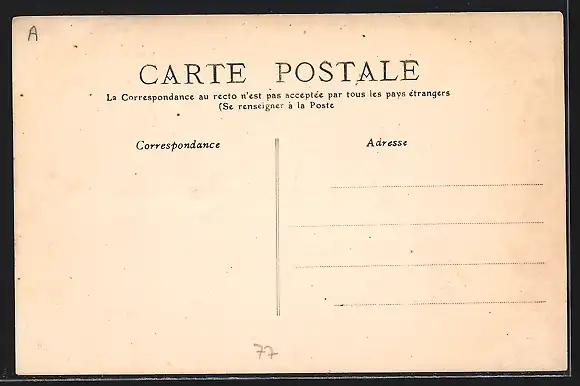 A
CARTE POSTALE
La Correspondance au recto n'est pas acceptée par tous les pays étrangers
(Se renseigner à la Poste
Correspondance
Adresse
77